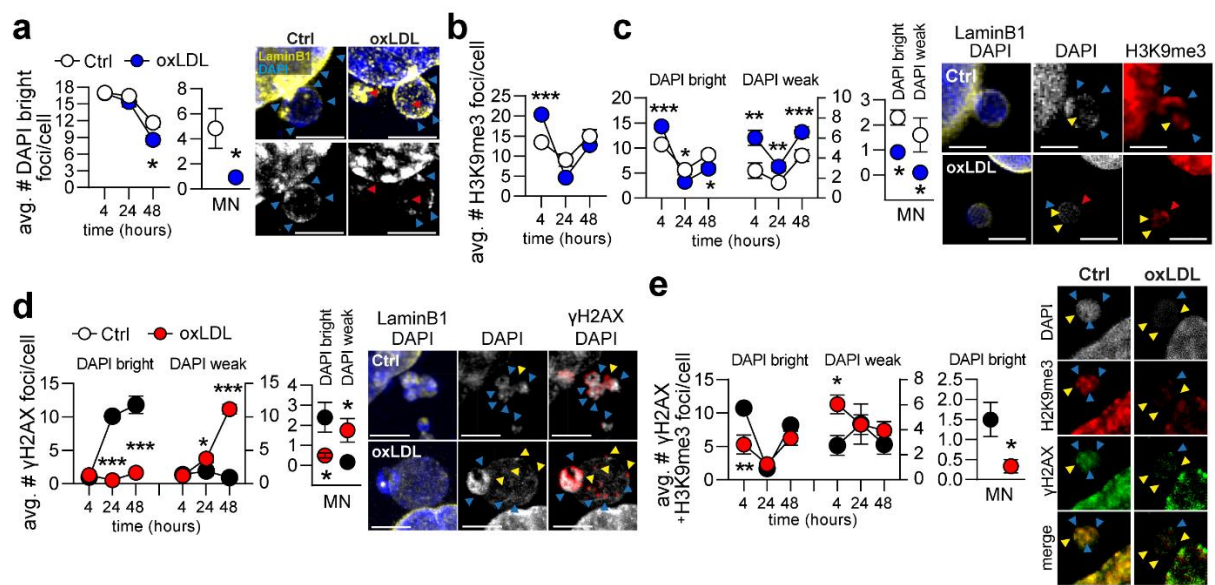 a
Ctrl
oxLDL
avg. # DAPI bright
foci/cell
18
15
12
9
6
3
0
*
4 24 48
time (hours)
8
6
4
2
0
*
MN
Ctrl
oxLDL
LaminB1
DAPI
b
avg. # H3K9me3 foci/cell
25
20
15
10
5
0
***
4 24 48
time (hours)
c
DAPI bright
DAPI weak
20
15
10
5
0
***
*
*
**
**
***
10
8
6
4
2
0
4 24 48
4 24 48
time (hours)
DAPI bright
DAPI weak
3
2
1
0
*
*
MN
LaminB1
DAPI
DAPI
H3K9me3
Ctrl
oxLDL
d
Ctrl
oxLDL
avg. # γH2AX foci/cell
DAPI bright
DAPI weak
15
10
5
0
***
***
*
***
15
10
5
0
4 24 48
4 24 48
time (hours)
DAPI bright
DAPI weak
4
3
2
1
0
*
*
MN
LaminB1
DAPI
DAPI
γH2AX
DAPI
Ctrl
oxLDL
e
avg. # γH2AX
+H3K9me3 foci/cell
DAPI bright
DAPI weak
15
10
5
0
**
*
8
6
4
2
0
4 24 48
4 24 48
time (hours)
DAPI bright
2.5
2.0
1.5
1.0
0.5
0.0
*
MN
Ctrl
oxLDL
DAPI
H2K9me3
γH2AX
merge